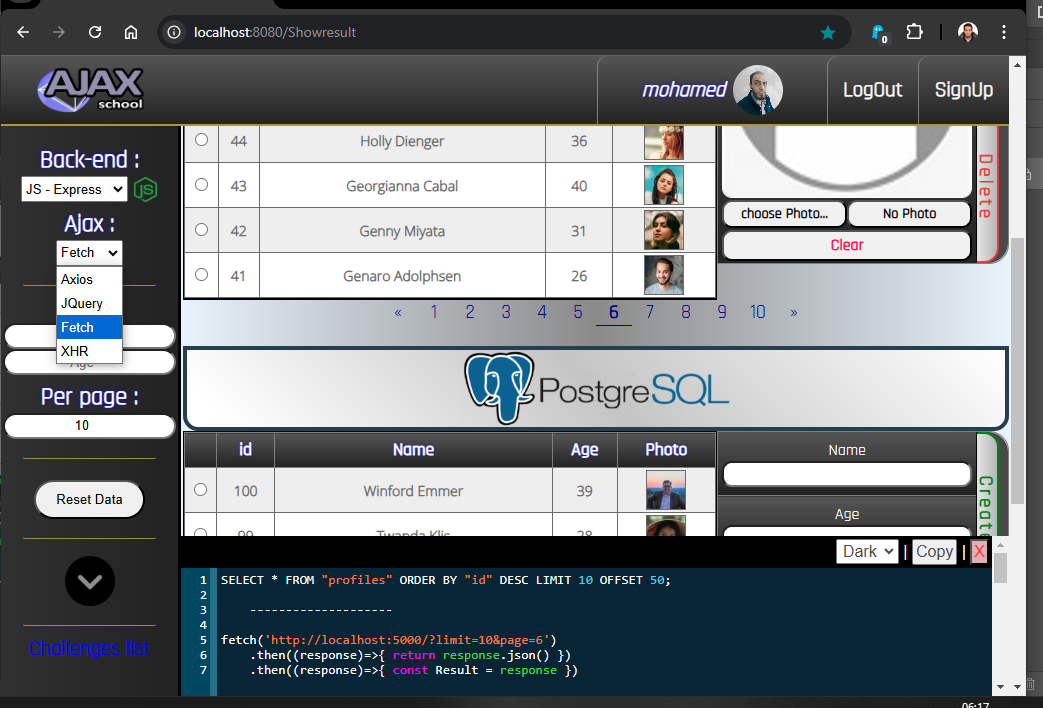 localhost:8080/Showresult
0
AJAX
school
mohamed
LogOut
SignUp
Back-end :
JS - Express
JS
Ajax :
Fetch
Axios
JQuery
Fetch
XHR
Age
Per page :
10
Reset Data
Challenges list
44 Holly Dienger 36
43 Georgianna Cabal 40
42 Genny Miyata 31
41 Genaro Adolphsen 26
choose Photo... No Photo
Clear
Delete
« 1 2 3 4 5 6 7 8 9 10 »
PostgreSQL
id Name Age Photo
100 Winford Emmer 39
99 Twanda Klis 28
Name
Age
Create
Dark | Copy | X
1 SELECT * FROM "profiles" ORDER BY "id" DESC LIMIT 10 OFFSET 50;
2
3 --------------------
4
5 fetch('http://localhost:5000/?limit=10&page=6')
6 .then((response)=>{ return response.json() })
7 .then((response)=>{ const Result = response })
06:17